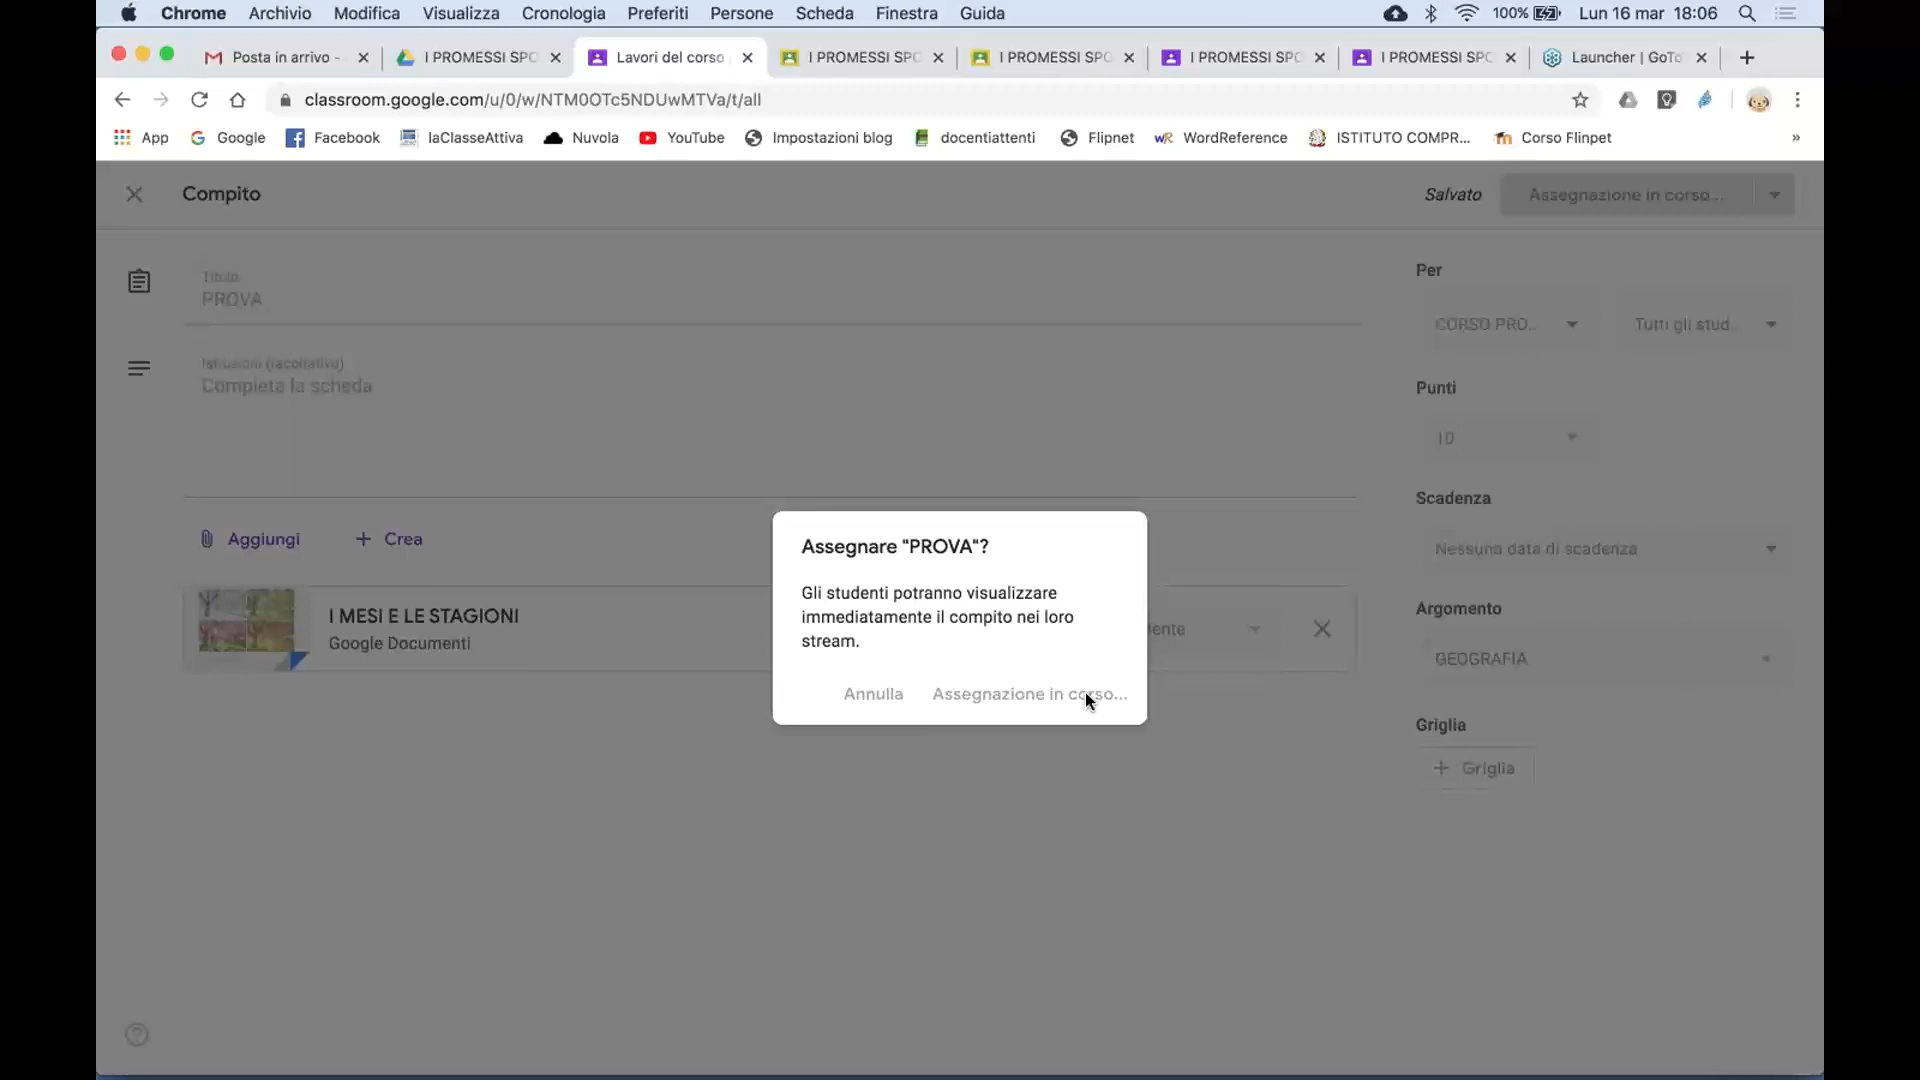 Chrome Archivio Modifica Visualizza Cronologia Preferiti Persone Scheda Finestra Guida 100% Lun 16 mar 18:06
Posta in arrivo - I PROMESSI SPO Lavori del corso I PROMESSI SPO I PROMESSI SPO I PROMESSI SPO I PROMESSI SPO Launcher | GoTo
classroom.google.com/u/0/w/NTM0OTc5NDUwMTVa/t/all
App Google Facebook laClasseAttiva Nuvola YouTube Impostazioni blog docentiattenti Flipnet WordReference ISTITUTO COMPR... Corso Flinpet »
Compito Salvato Assegnazione in corso...
Titolo
PROVA
Per
CORSO PRO... Tutti gli stud...
Istruzioni (facoltativo)
Completa la scheda
Punti
10
Scadenza
Nessuna data di scadenza
Aggiungi + Crea
I MESI E LE STAGIONI
Google Documenti
dente
Assegnare "PROVA"?
Gli studenti potranno visualizzare
immediatamente il compito nei loro
stream.
Annulla Assegnazione in corso...
Argomento
GEOGRAFIA
Griglia
+ Griglia